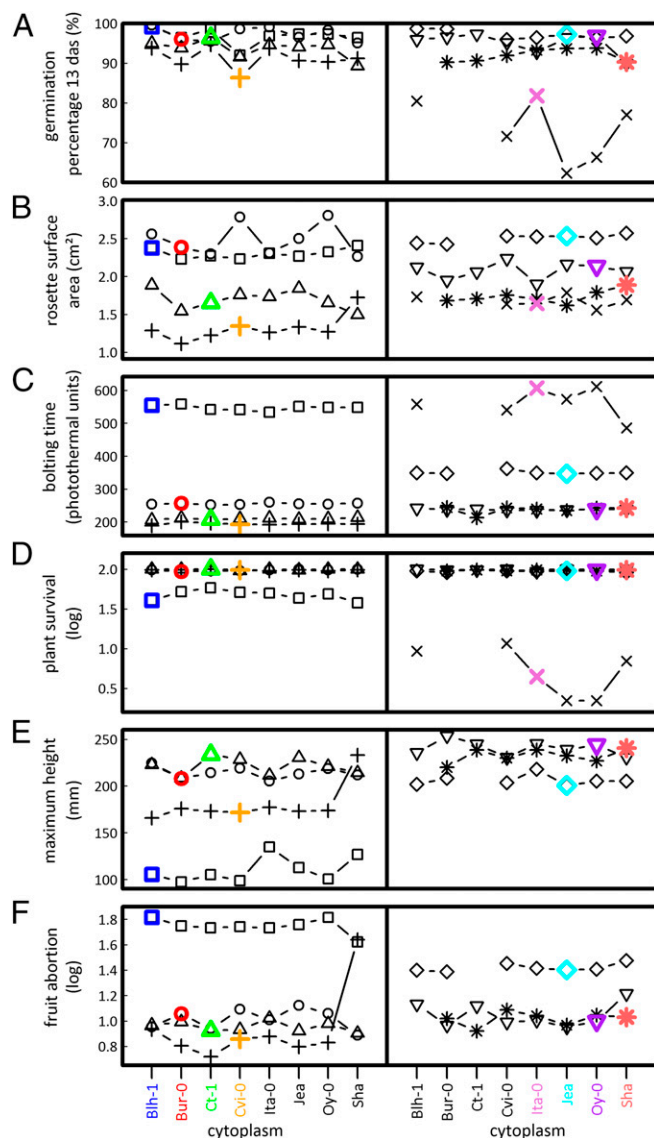 A
germination
percentage 13 das (%)
100
90
80
70
60
B
rosette surface
area (cm²)
3.0
2.5
2.0
1.5
1.0
C
bolting time
(photothermal units)
600
500
400
300
200
D
plant survival
(log)
2.0
1.5
1.0
0.5
E
maximum height
(mm)
250
200
150
100
F
fruit abortion
(log)
1.8
1.6
1.4
1.2
1.0
0.8
Blh-1 Bur-0 Ct-1 Cvi-0 Ita-0 Jea Oy-0 Sha Blh-1 Bur-0 Ct-1 Cvi-0 Ita-0 Jea Oy-0 Sha
cytoplasm cytoplasm